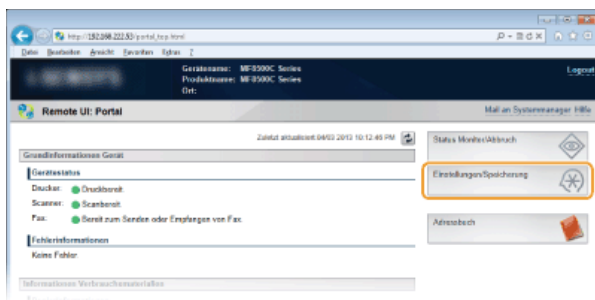 http://192.168.222.53/portal_top.html
Datei Bearbeiten Ansicht Favoriten Extras ?
Gerätename: MF8500C Series
Produktname: MF8500C Series
Ort:
Logout
Remote UI: Portal
Mail an Systemmanager Hilfe
Zuletzt aktualisiert: 04/03 2013 10:12:46 PM
Grundinformationen Gerät
Gerätestatus
Drucker: Druckbereit
Scanner: Scanbereit
Fax: Bereit zum Senden oder Empfangen von Fax.
Fehlerinformationen
Keine Fehler
Informationen Verbrauchsmaterialien
Status Monitor/Abbruch
Einstellungen/Speicherung
Adressbuch